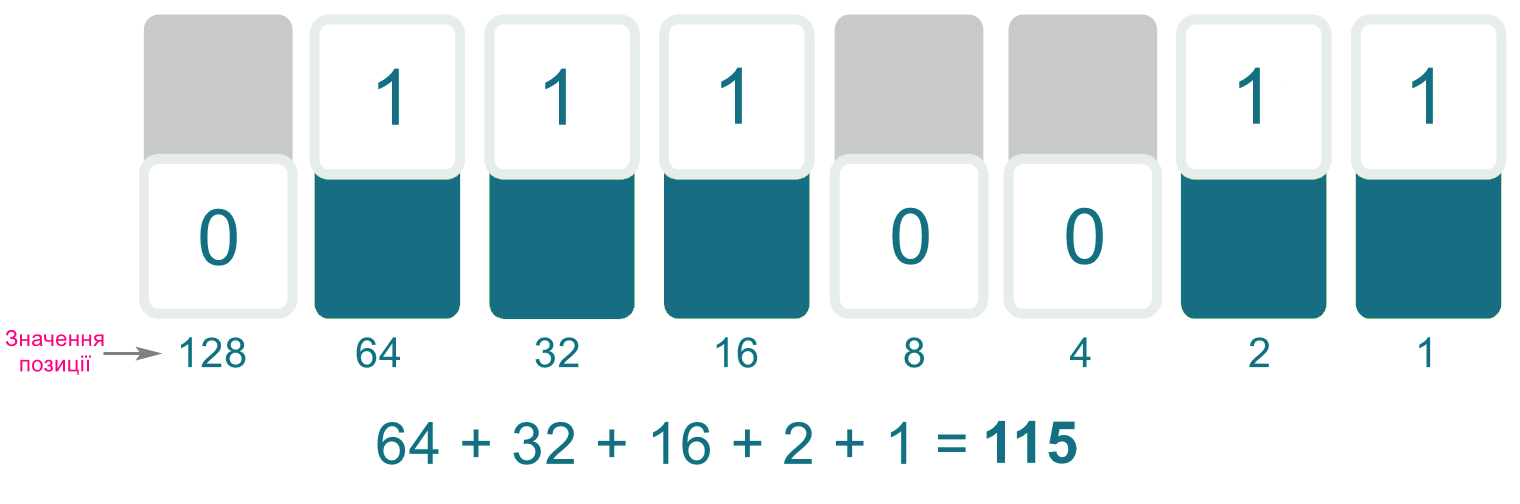 1 1 1 1 1
0 0 0
Значення
позиції
128 64 32 16 8 4 2 1
64 + 32 + 16 + 2 + 1 = 115